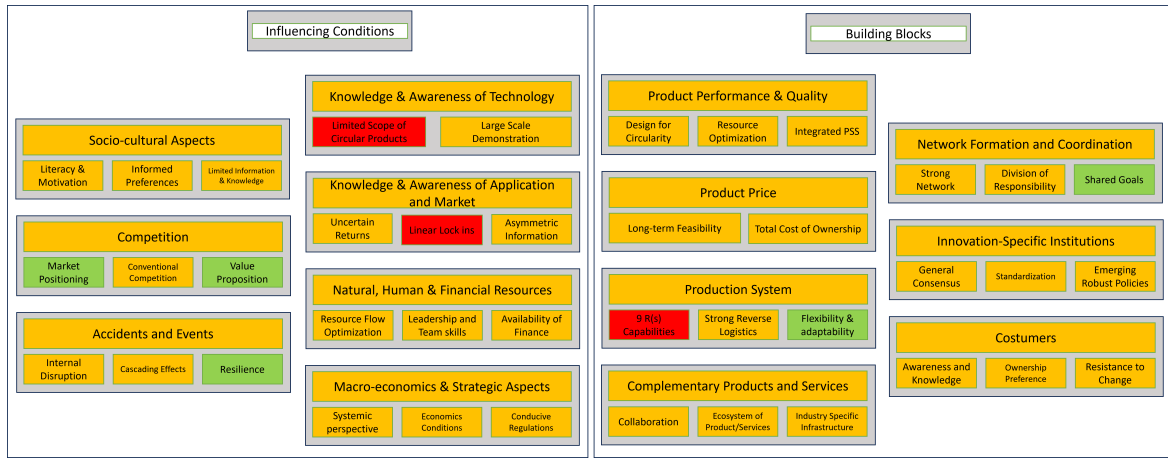 Influencing Conditions
Socio-cultural Aspects
Literacy &
Motivation
Informed
Preferences
Limited Information
& Knowledge
Competition
Market
Positioning
Conventional
Competition
Value
Proposition
Accidents and Events
Internal
Disruption
Cascading Effects
Resilience
Knowledge & Awareness of Technology
Limited Scope of
Circular Products
Large Scale
Demonstration
Knowledge & Awareness of Application
and Market
Uncertain
Returns
Linear Lock ins
Asymmetric
Information
Natural, Human & Financial Resources
Resource Flow
Optimization
Leadership and
Team skills
Availability of
Finance
Macro-economics & Strategic Aspects
Systemic
perspective
Economics
Conditions
Conducive
Regulations
Building Blocks
Product Performance & Quality
Design for
Circularity
Resource
Optimization
Integrated PSS
Product Price
Long-term Feasibility
Total Cost of Ownership
Production System
9 R(s)
Capabilities
Strong Reverse
Logistics
Flexibility &
adaptability
Complementary Products and Services
Collaboration
Ecosystem of
Product/Services
Industry Specific
Infrastructure
Network Formation and Coordination
Strong
Network
Division of
Responsibility
Shared Goals
Innovation-Specific Institutions
General
Consensus
Standardization
Emerging
Robust Policies
Costumers
Awareness and
Knowledge
Ownership
Preference
Resistance to
Change